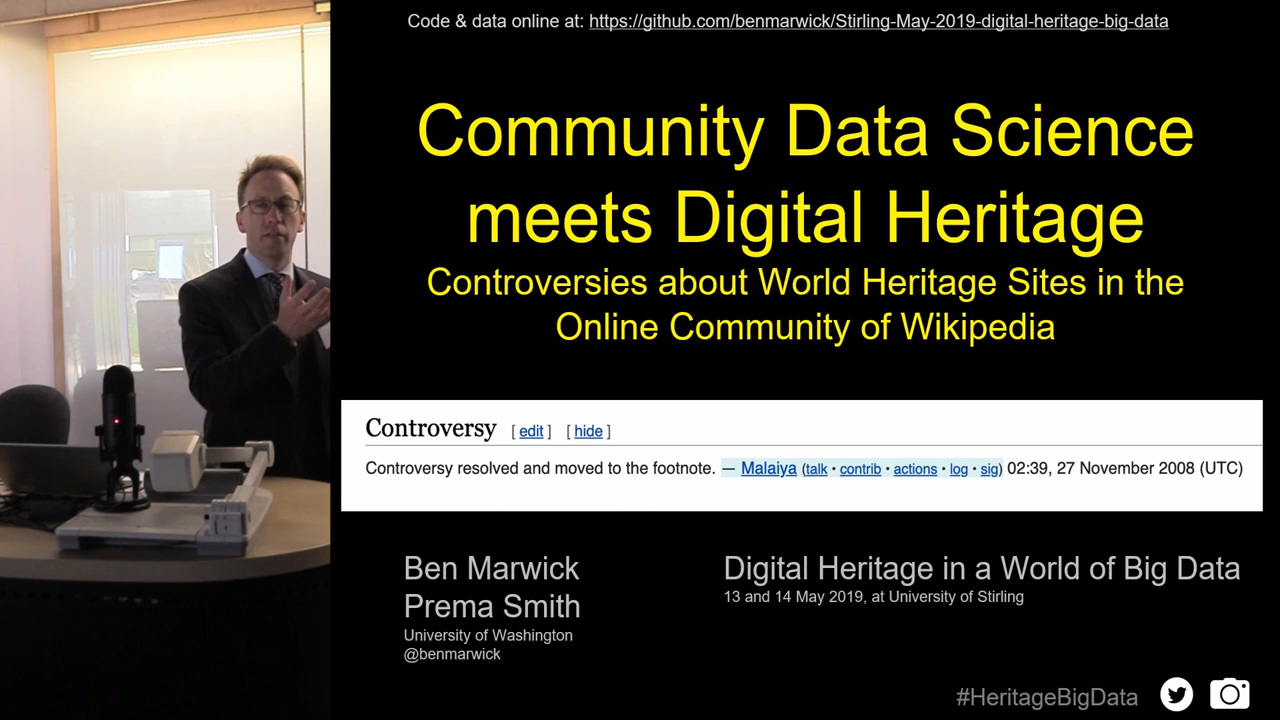 Code & data online at: https://github.com/benmarwick/Stirling-May-2019-digital-heritage-big-data
Community Data Science
meets Digital Heritage
Controversies about World Heritage Sites in the
Online Community of Wikipedia
Controversy [ edit ] [ hide ]
Controversy resolved and moved to the footnote. — Malaiya (talk • contrib • actions • log • sig) 02:39, 27 November 2008 (UTC)
Ben Marwick
Prema Smith
University of Washington
@benmarwick
Digital Heritage in a World of Big Data
13 and 14 May 2019, at University of Stirling
#HeritageBigData